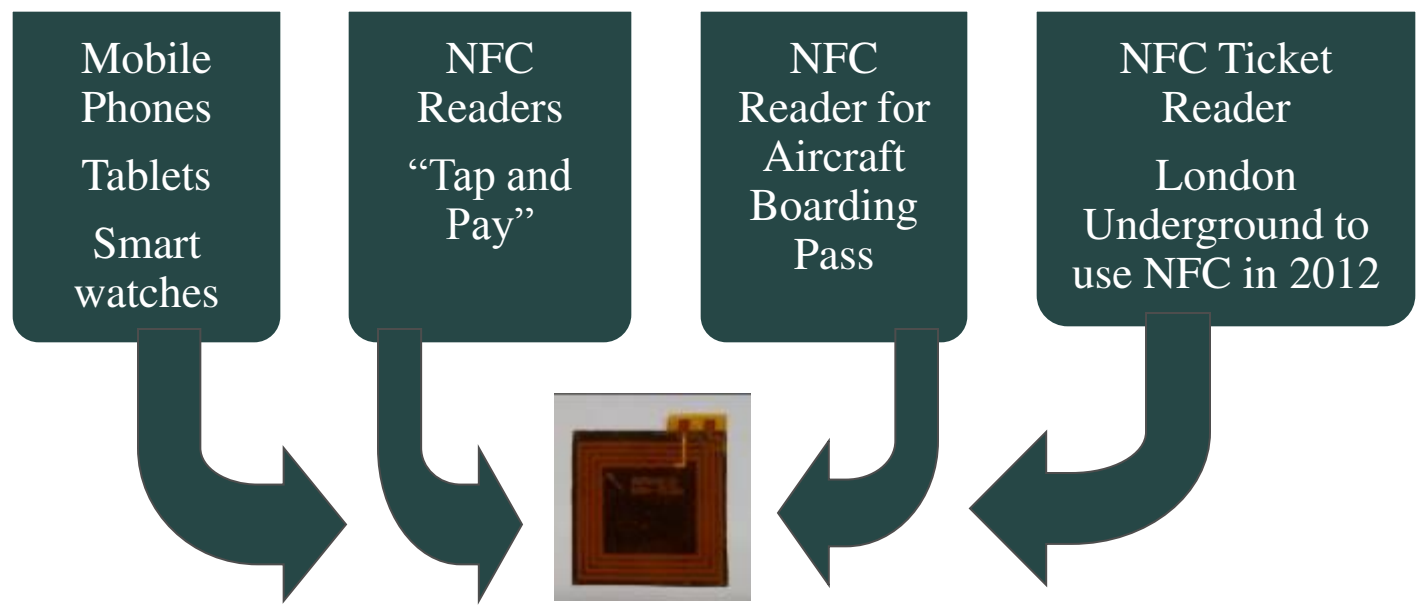 Mobile
Phones
Tablets
Smart
watches
NFC
Readers
“Tap and
Pay”
NFC
Reader for
Aircraft
Boarding
Pass
NFC Ticket
Reader
London
Underground to
use NFC in 2012